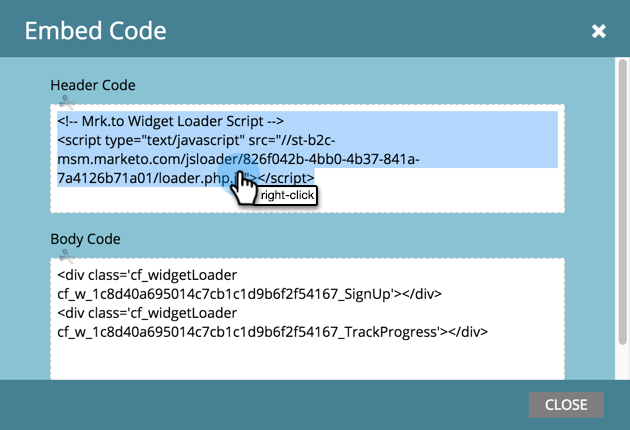 Embed Code
Header Code
<!-- Mrk.to Widget Loader Script -->
<script type="text/javascript" src="//st-b2c-
msm.marketo.com/jsloader/826f042b-4bb0-4b37-841a-
7a4126b71a01/loader.php. "></script>
right-click
Body Code
<div class='cf_widgetLoader
cf_w_1c8d40a695014c7cb1c1d9b6f2f54167_SignUp'></div>
<div class='cf_widgetLoader
cf_w_1c8d40a695014c7cb1c1d9b6f2f54167_TrackProgress'></div>
CLOSE